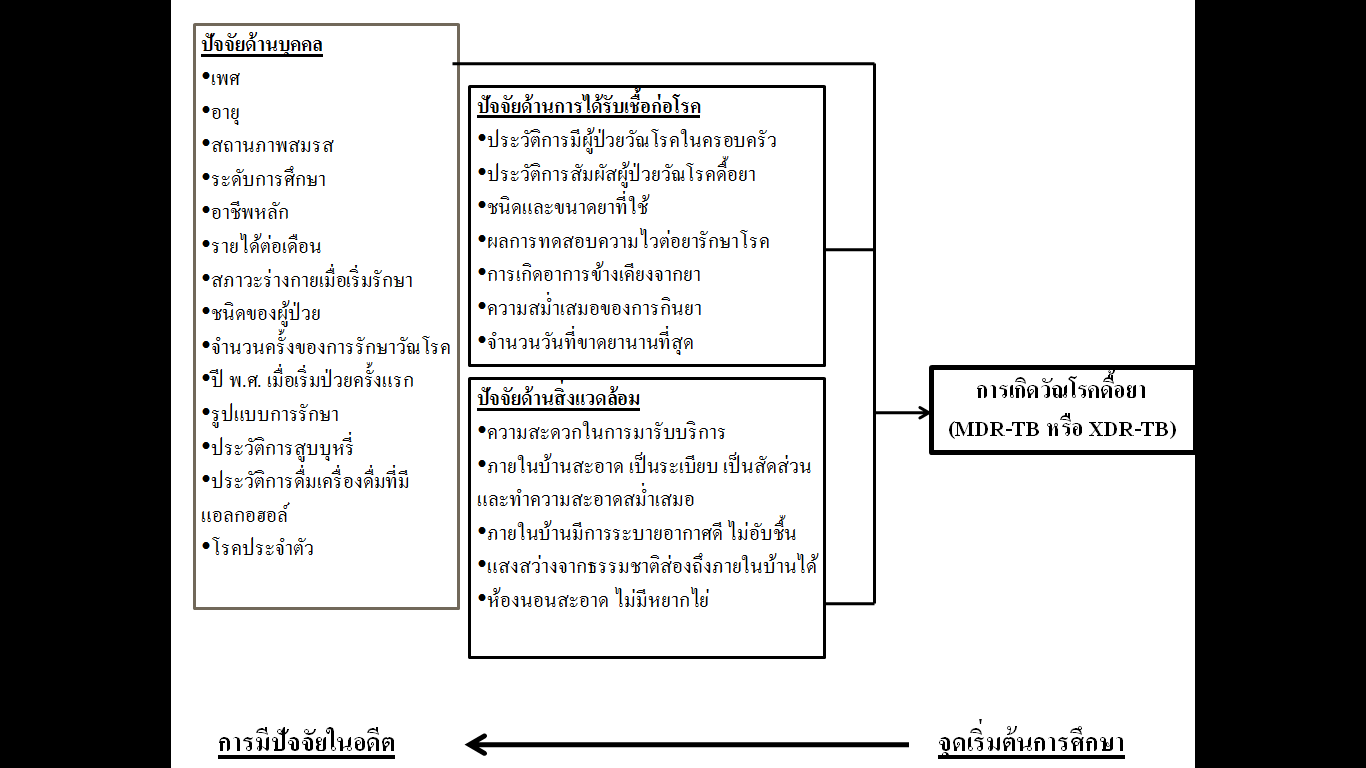 ปัจจัยด้านบุคคล
•เพศ
•อายุ
•สถานภาพสมรส
•ระดับการศึกษา
•อาชีพหลัก
•รายได้ต่อเดือน
•สภาวะร่างกายเมื่อเริ่มรักษา
•ชนิดของผู้ป่วย
•จำนวนครั้งของการรักษาวัณโรค
•ปี พ.ศ. เมื่อเริ่มป่วยครั้งแรก
•รูปแบบการรักษา
•ประวัติการสูบบุหรี่
•ประวัติการดื่มเครื่องดื่มที่มี
แอลกอฮอล์
•โรคประจำตัว
ปัจจัยด้านการได้รับเชื้อก่อโรค
•ประวัติการมีผู้ป่วยวัณโรคในครอบครัว
•ประวัติการสัมผัสผู้ป่วยวัณโรคดื้อยา
•ชนิดและขนาดยาที่ใช้
•ผลการทดสอบความไวต่อยารักษาโรค
•การเกิดอาการข้างเคียงจากยา
•ความสม่ำเสมอของการกินยา
•จำนวนวันที่ขาดยานานที่สุด
ปัจจัยด้านสิ่งแวดล้อม
•ความสะดวกในการมารับบริการ
•ภายในบ้านสะอาด เป็นระเบียบ เป็นสัดส่วน
และทำความสะอาดสม่ำเสมอ
•ภายในบ้านมีการระบายอากาศดี ไม่อับชื้น
•แสงสว่างจากธรรมชาติส่องถึงภายในบ้านได้
•ห้องนอนสะอาด ไม่มีหยากไย่
การเกิดวัณโรคดื้อยา
(MDR-TB หรือ XDR-TB)
การมีปัจจัยในอดีต
จุดเริ่มต้นการศึกษา